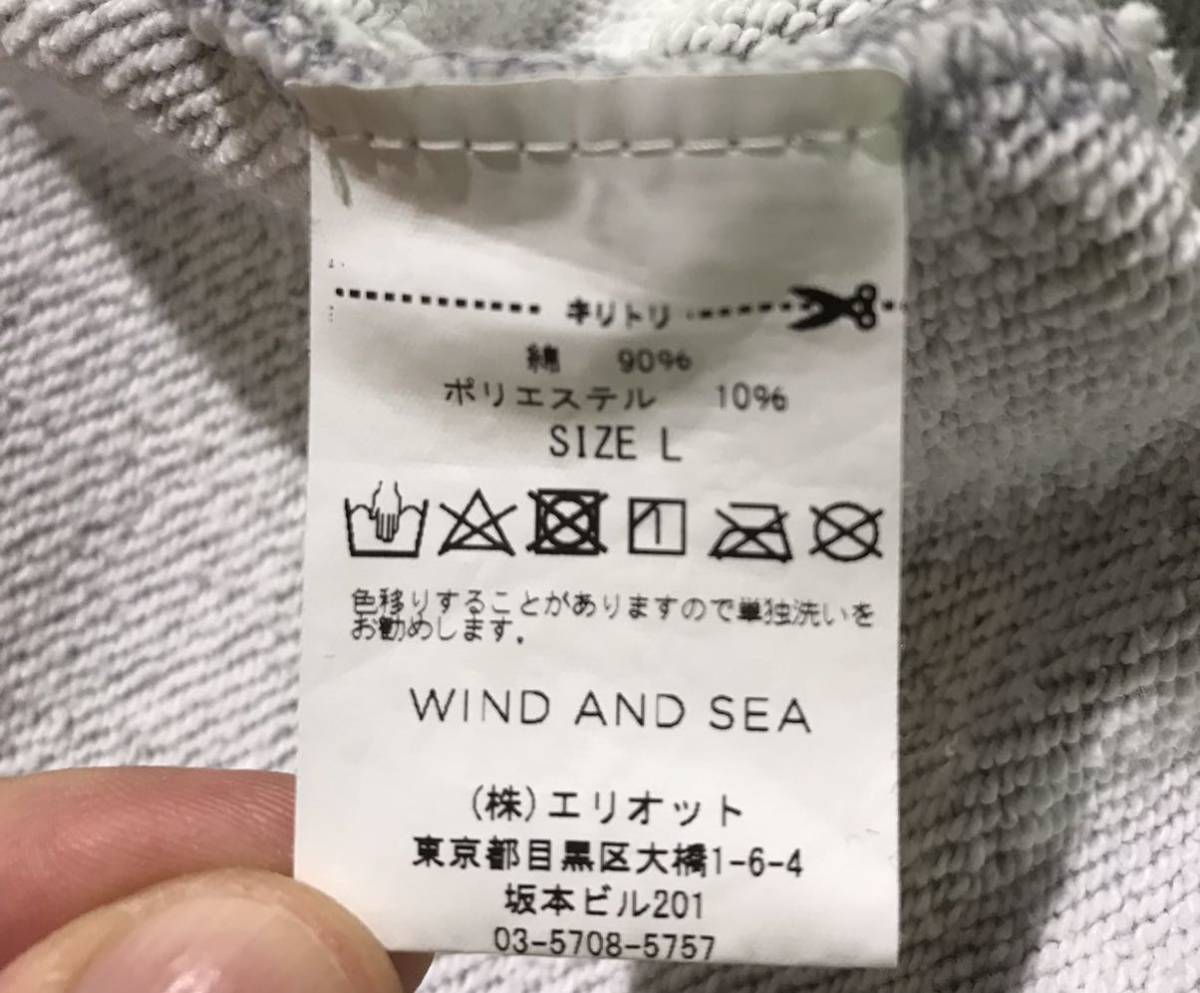 キリトリ
綿 90%
ポリエステル 10%
SIZE L
色移りすることがありますので単独洗いを
お勧めします.
WIND AND SEA
(株)エリオット
東京都目黒区大橋1-6-4
坂本ビル201
03-5708-5757